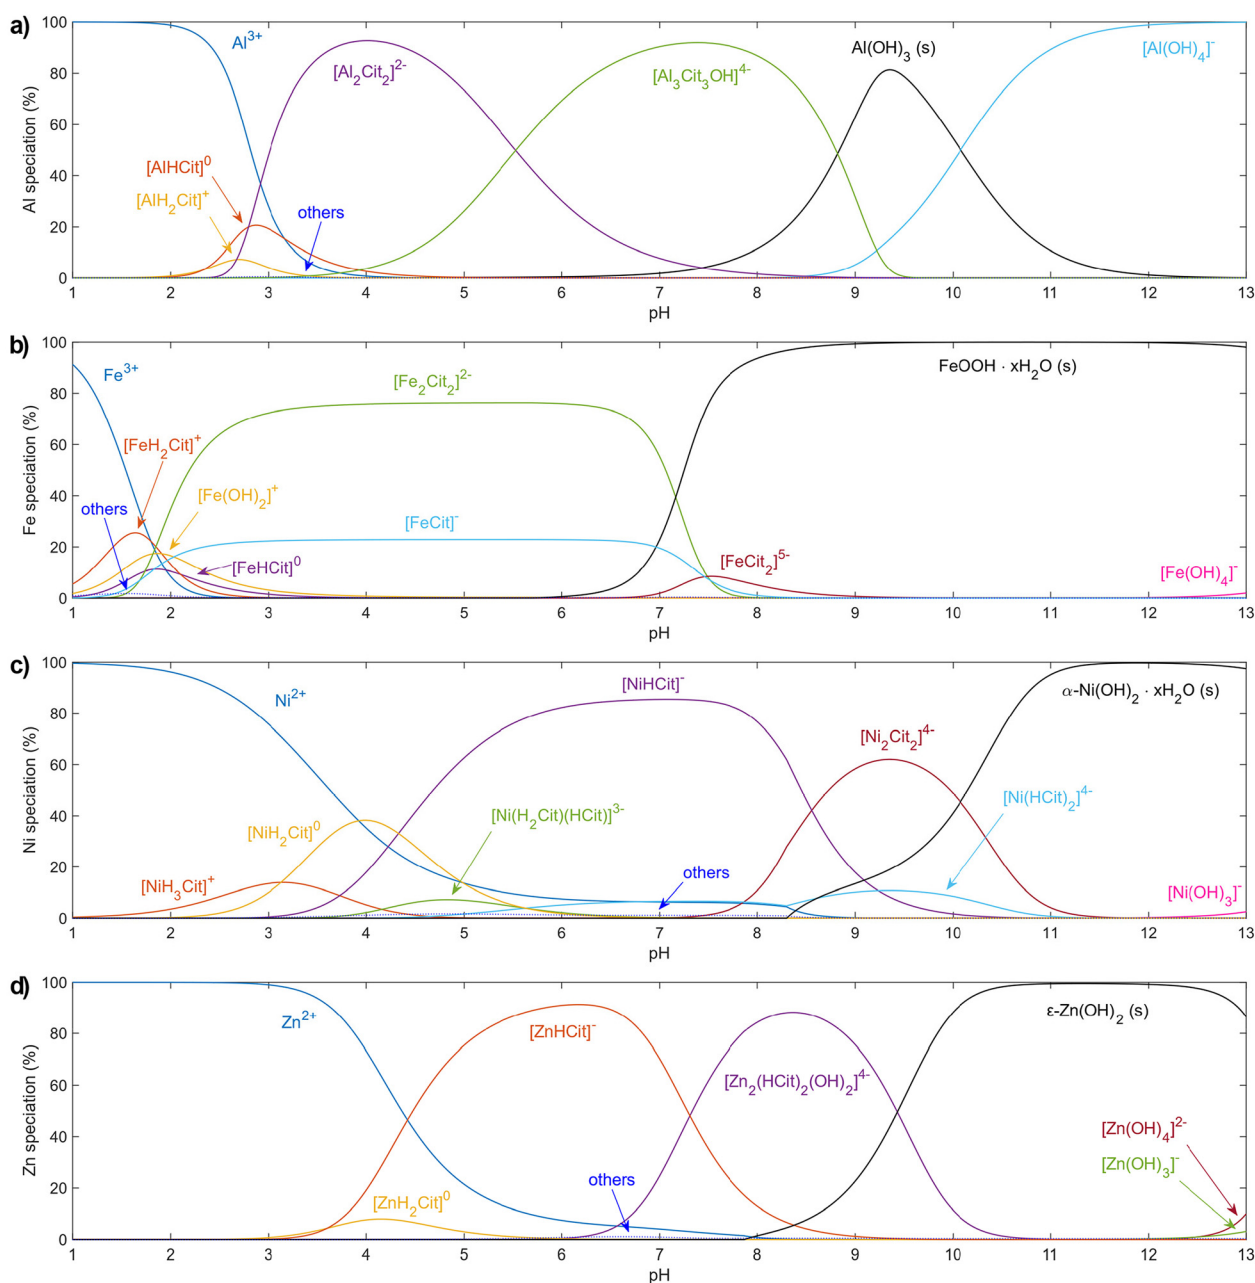 a)
Al speciation (%)
100
80
60
40
20
0
Al³⁺
[Al₂Cit₂]²⁻
[Al₃Cit₃OH]⁴⁻
Al(OH)₃ (s)
[Al(OH)₄]⁻
[AlHCit]⁰
[AlH₂Cit]⁺
others
1 2 3 4 5 6 7 8 9 10 11 12 13
pH
b)
Fe speciation (%)
100
80
60
40
20
0
Fe³⁺
[Fe₂Cit₂]²⁻
FeOOH · xH₂O (s)
[FeH₂Cit]⁺
[Fe(OH)₂]⁺
others
[FeCit]⁻
[FeHCit]⁰
[FeCit₂]⁵⁻
[Fe(OH)₄]⁻
1 2 3 4 5 6 7 8 9 10 11 12 13
pH
c)
Ni speciation (%)
100
80
60
40
20
0
Ni²⁺
[NiHCit]⁻
α-Ni(OH)₂ · xH₂O (s)
[Ni₂Cit₂]⁴⁻
[NiH₂Cit]⁰
[Ni(H₂Cit)(HCit)]³⁻
[Ni(HCit)₂]⁴⁻
[NiH₃Cit]⁺
others
[Ni(OH)₃]⁻
1 2 3 4 5 6 7 8 9 10 11 12 13
pH
d)
Zn speciation (%)
100
80
60
40
20
0
Zn²⁺
[ZnHCit]⁻
ε-Zn(OH)₂ (s)
[Zn₂(HCit)₂(OH)₂]⁴⁻
[Zn(OH)₄]²⁻
[Zn(OH)₃]⁻
others
[ZnH₂Cit]⁰
1 2 3 4 5 6 7 8 9 10 11 12 13
pH